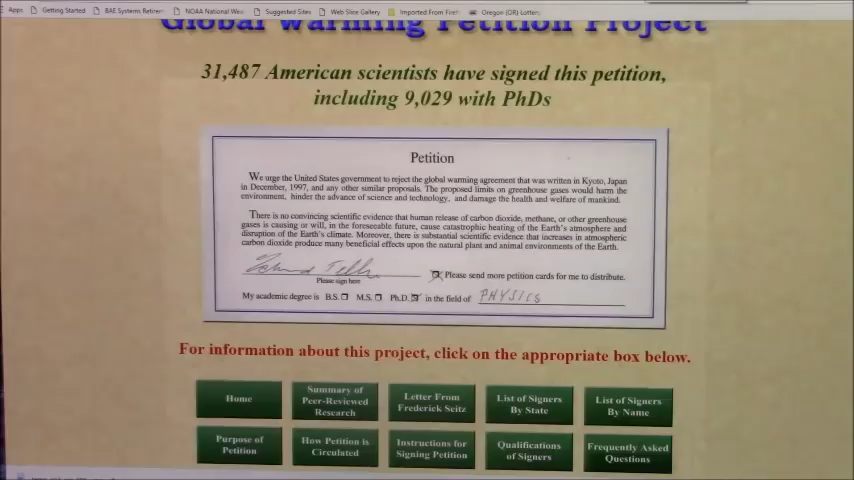 Apps Getting Started BAE Systems Retirem NOAA National Wea Suggested Sites Web Slice Gallery Imported From Firef Oregon (OR) Lottery
Global Warming Petition Project
31,487 American scientists have signed this petition,
including 9,029 with PhDs
Petition
We urge the United States government to reject the global warming agreement that was written in Kyoto, Japan
in December, 1997, and any other similar proposals. The proposed limits on greenhouse gases would harm the
environment, hinder the advance of science and technology, and damage the health and welfare of mankind.
There is no convincing scientific evidence that human release of carbon dioxide, methane, or other greenhouse
gases is causing or will, in the foreseeable future, cause catastrophic heating of the Earth's atmosphere and
disruption of the Earth's climate. Moreover, there is substantial scientific evidence that increases in atmospheric
carbon dioxide produce many beneficial effects upon the natural plant and animal environments of the Earth.
Please sign here
Please send more petition cards for me to distribute.
My academic degree is B.S. M.S. Ph.D. in the field of PHYSICS
For information about this project, click on the appropriate box below.
Home
Summary of
Peer-Reviewed
Research
Letter From
Frederick Seitz
List of Signers
By State
List of Signers
By Name
Purpose of
Petition
How Petition is
Circulated
Instructions for
Signing Petition
Qualifications
of Signers
Frequently Asked
Questions